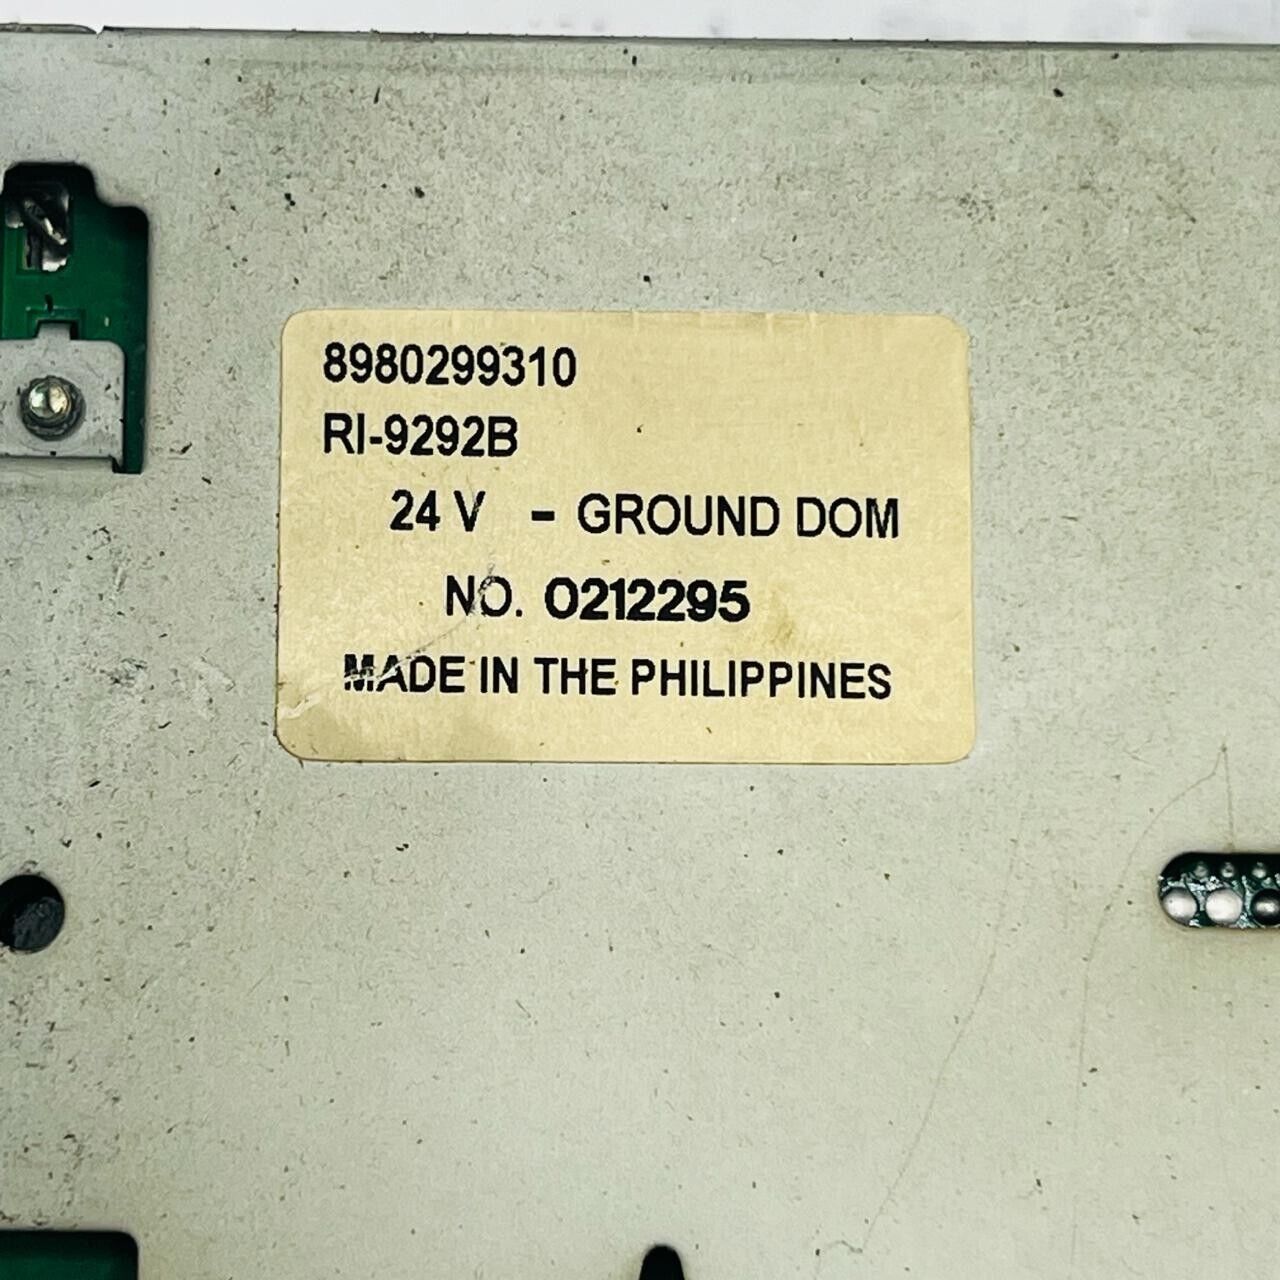 8980299310
RI-9292B
24 V - GROUND DOM
NO. 0212295
MADE IN THE PHILIPPINES